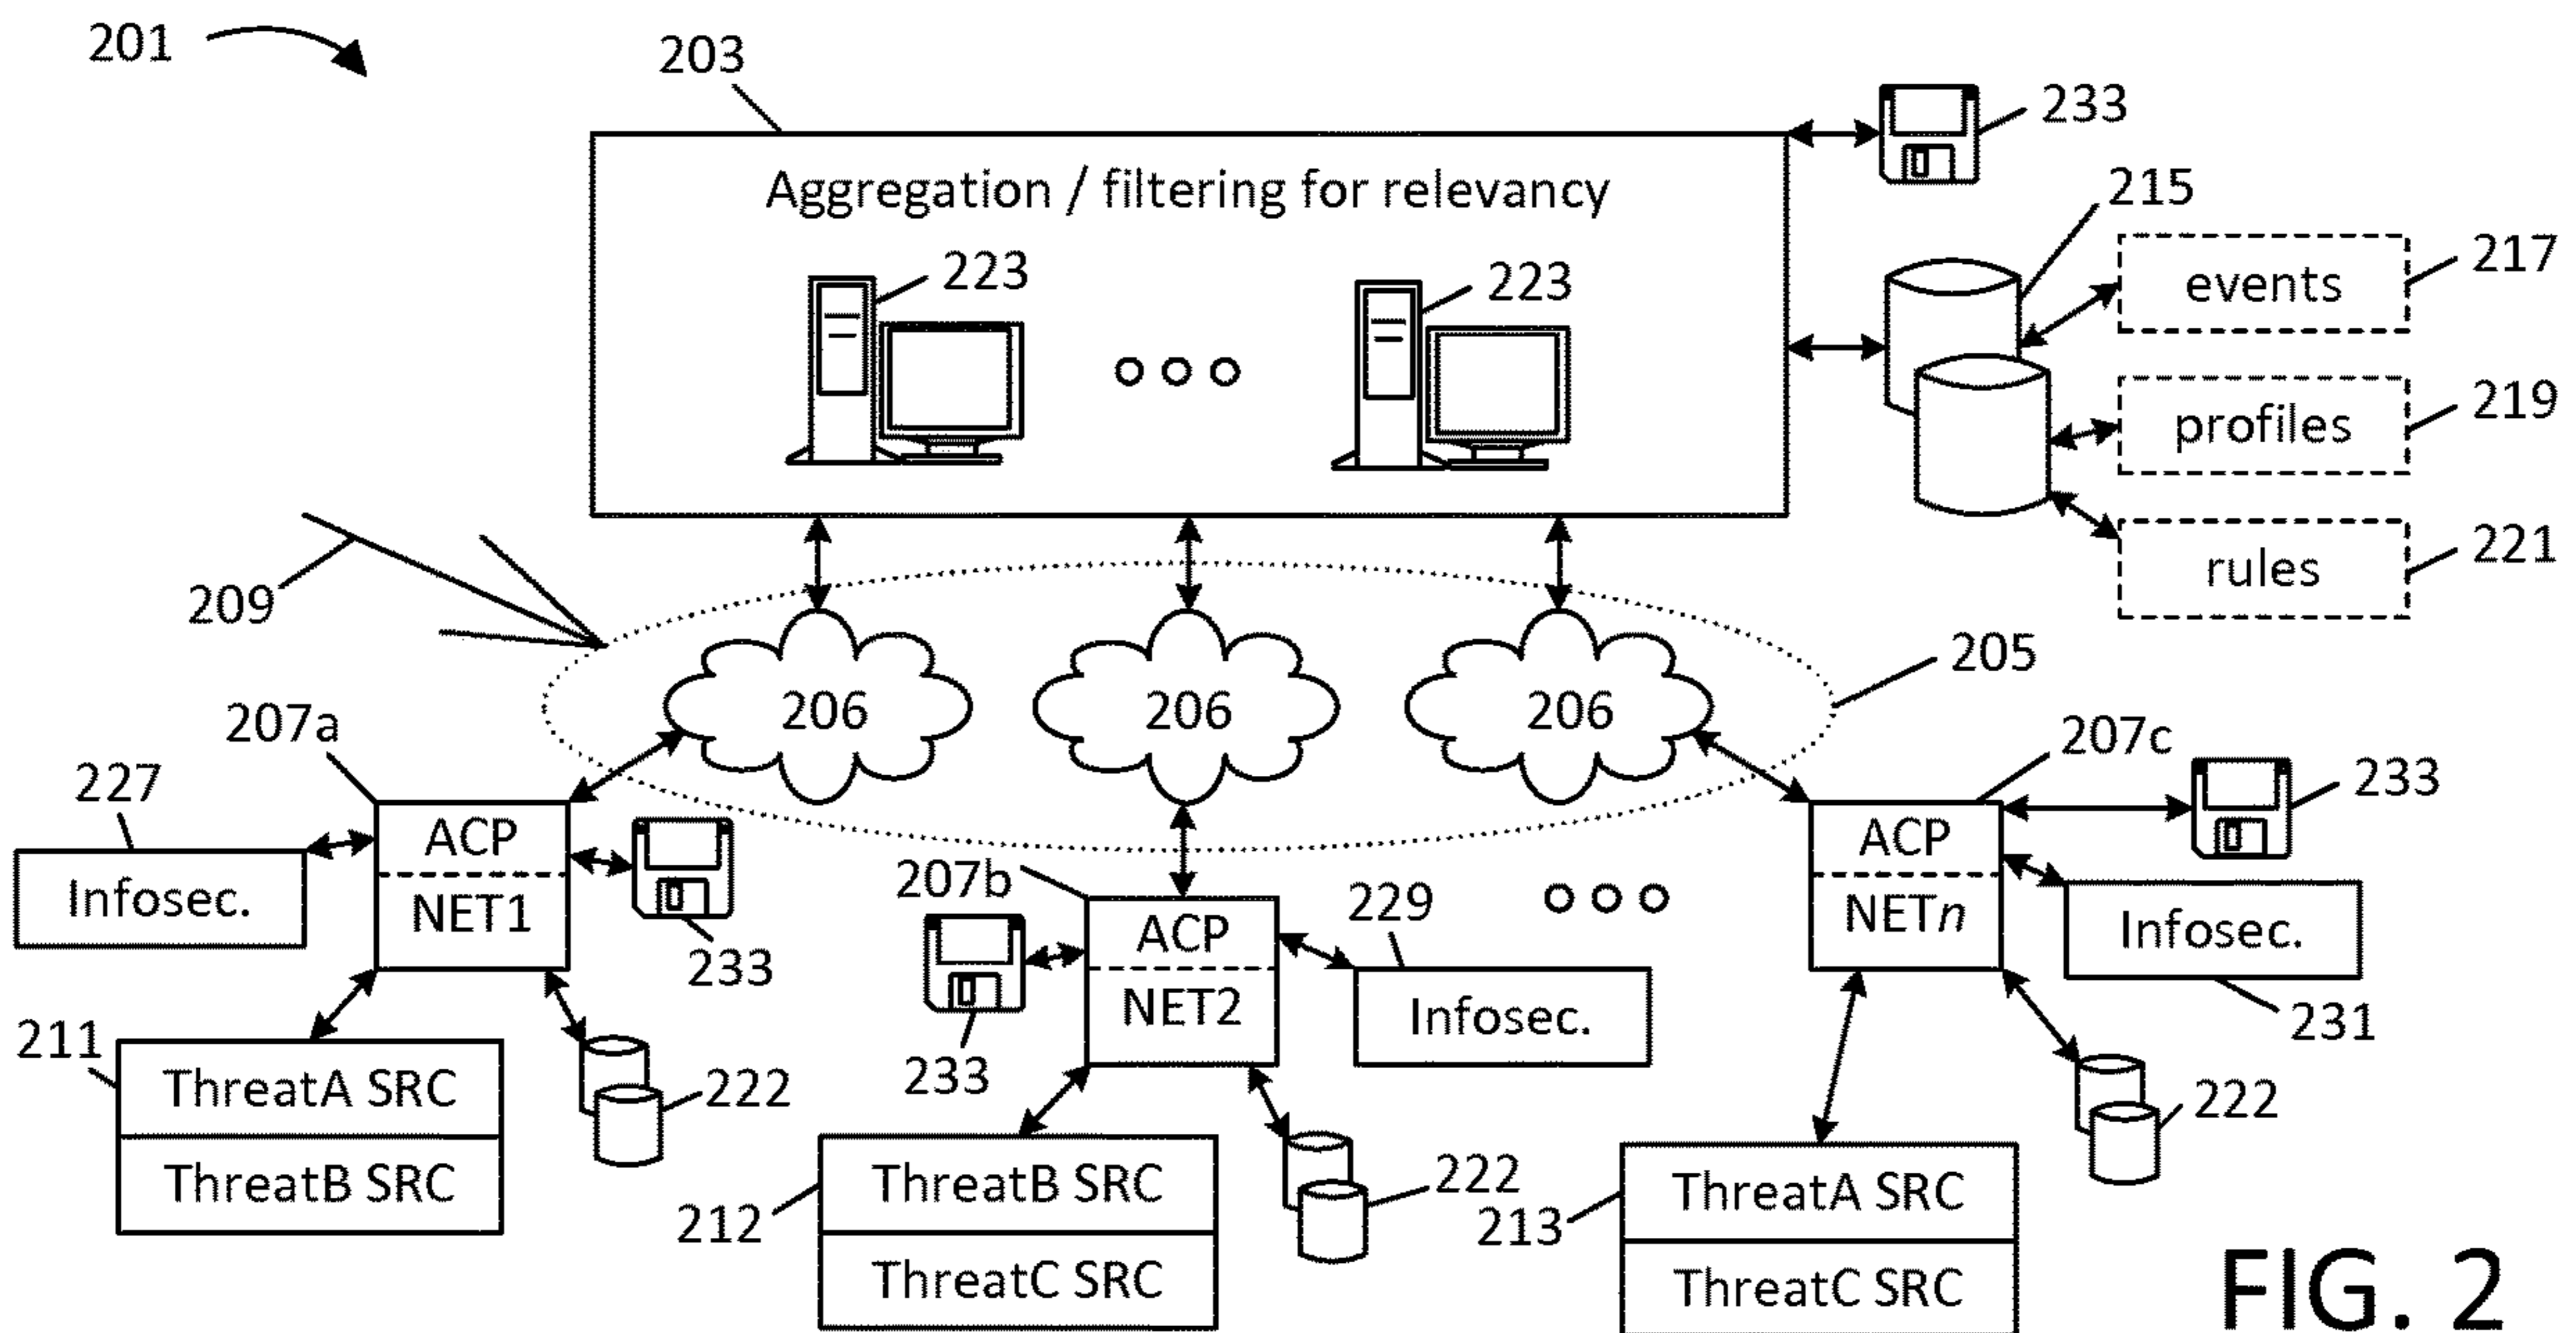 201
203
233
Aggregation / filtering for relevancy
215
223
223
217
events
219
profiles
221
rules
209
205
206
206
206
207a
207c
227
233
ACP
ACP
Infosec.
NET1
207b
229
NETn
Infosec.
233
ACP
NET2
Infosec.
231
211
233
ThreatA SRC
222
222
ThreatB SRC
212
ThreatB SRC
222
213
ThreatA SRC
ThreatC SRC
ThreatC SRC
FIG. 2